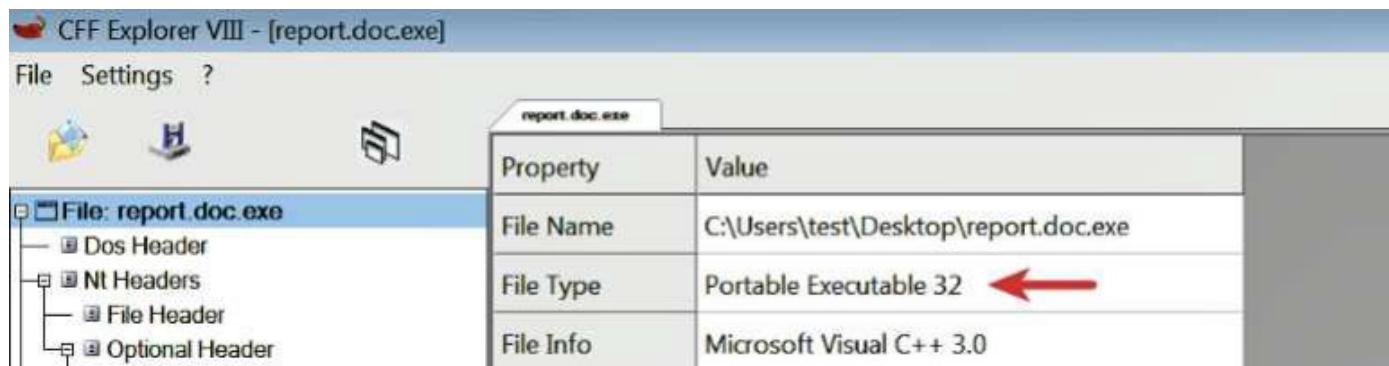 CFF Explorer VIII - [report.doc.exe]
File Settings ?
report.doc.exe
Property Value
File: report.doc.exe
Dos Header
Nt Headers
File Header
Optional Header
File Name C:\Users\test\Desktop\report.doc.exe
File Type Portable Executable 32
File Info Microsoft Visual C++ 3.0